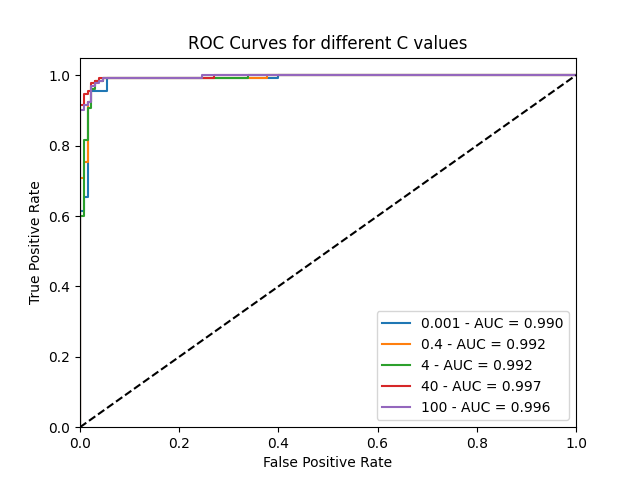 ROC Curves for different C values
1.0
0.8
0.6
0.4
0.2
0.0
True Positive Rate
0.001 - AUC = 0.990
0.4 - AUC = 0.992
4 - AUC = 0.992
40 - AUC = 0.997
100 - AUC = 0.996
0.0 0.2 0.4 0.6 0.8 1.0
False Positive Rate